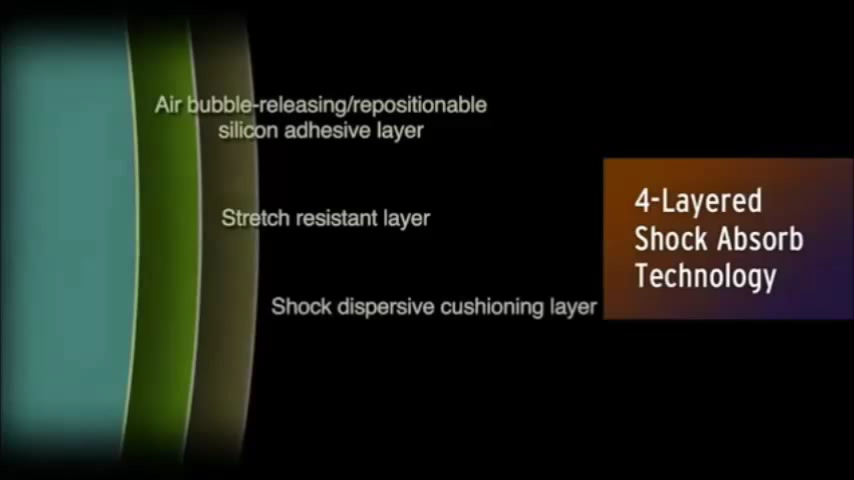 Air bubble-releasing/repositionable
silicon adhesive layer
Stretch resistant layer
Shock dispersive cushioning layer
4-Layered
Shock Absorb
Technology